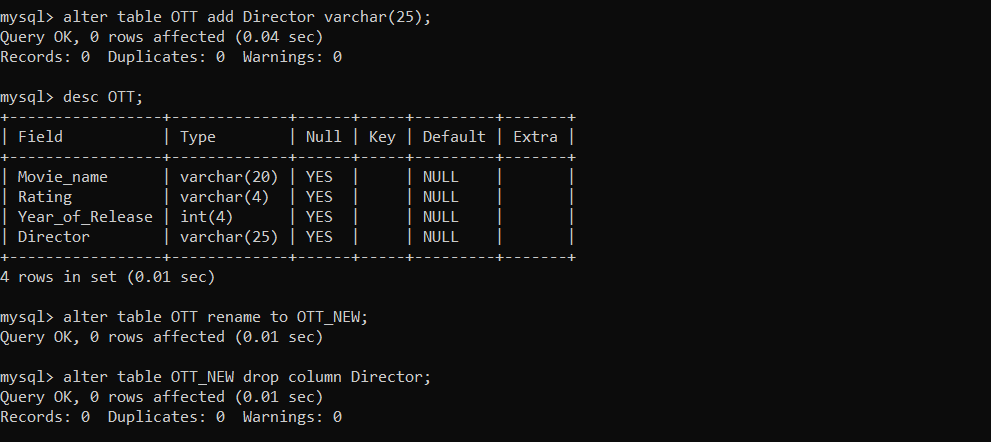 mysql> alter table OTT add Director varchar(25);
Query OK, 0 rows affected (0.04 sec)
Records: 0  Duplicates: 0  Warnings: 0
mysql> desc OTT;
+-----------------+-------------+------+-----+---------+-------+
| Field           | Type        | Null | Key | Default | Extra |
+-----------------+-------------+------+-----+---------+-------+
| Movie_name      | varchar(20) | YES  |     | NULL    |       |
| Rating          | varchar(4)  | YES  |     | NULL    |       |
| Year_of_Release | int(4)      | YES  |     | NULL    |       |
| Director        | varchar(25) | YES  |     | NULL    |       |
+-----------------+-------------+------+-----+---------+-------+
4 rows in set (0.01 sec)
mysql> alter table OTT rename to OTT_NEW;
Query OK, 0 rows affected (0.01 sec)
mysql> alter table OTT_NEW drop column Director;
Query OK, 0 rows affected (0.01 sec)
Records: 0  Duplicates: 0  Warnings: 0